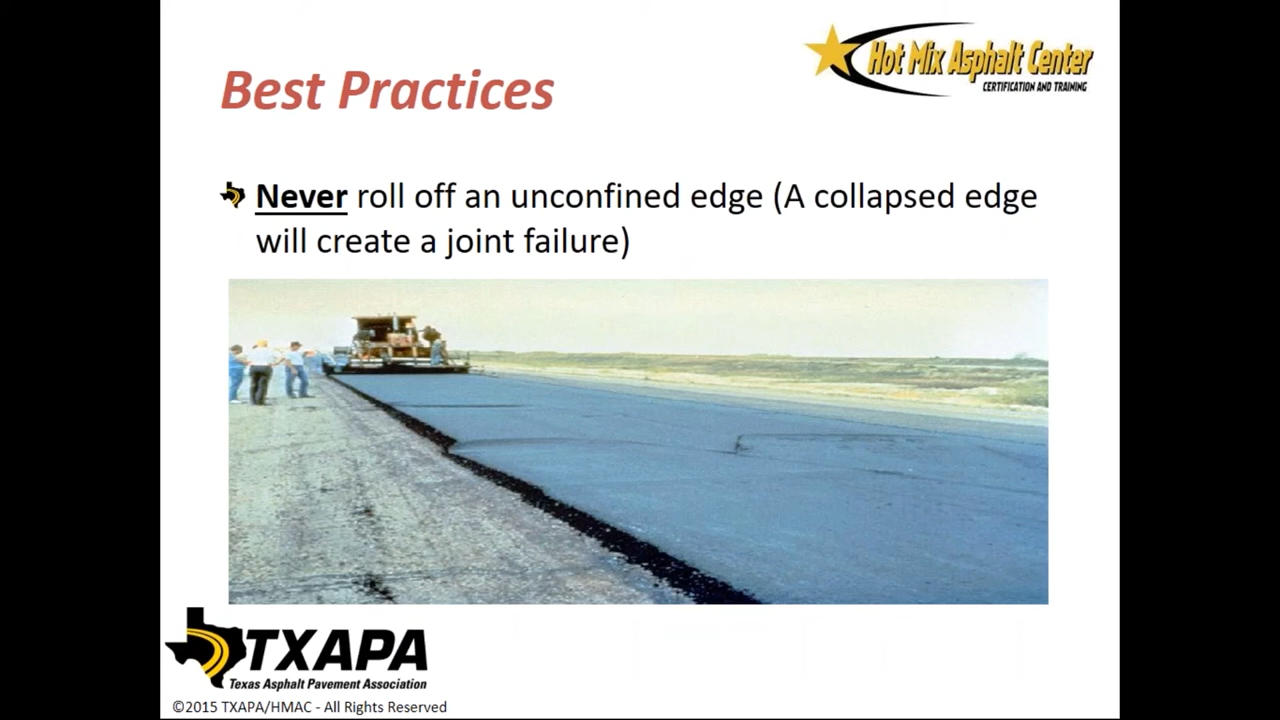 Hot Mix Asphalt Center
CERTIFICATION AND TRAINING
Best Practices
Never roll off an unconfined edge (A collapsed edge
will create a joint failure)
TXAPA
Texas Asphalt Pavement Association
©2015 TXAPA/HMAC - All Rights Reserved